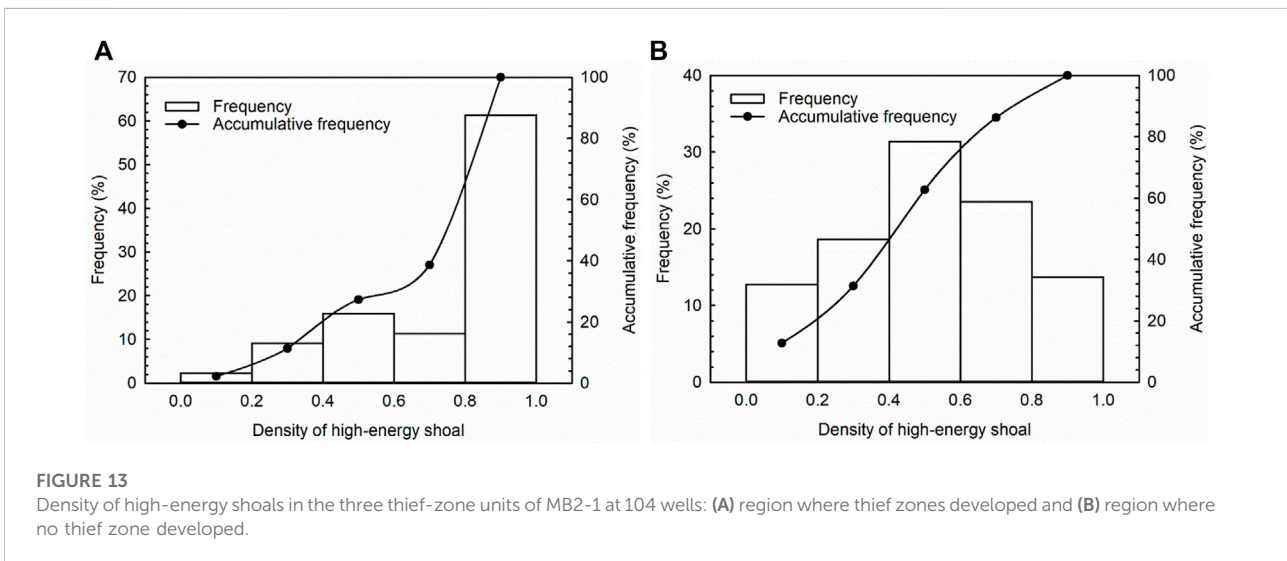 A
Frequency
Accumulative frequency
Frequency (%)
70
60
50
40
30
20
10
0
Accumulative frequency (%)
100
80
60
40
20
0
0.0 0.2 0.4 0.6 0.8 1.0
Density of high-energy shoal
B
Frequency
Accumulative frequency
Frequency (%)
40
30
20
10
0
Accumulative frequency (%)
100
80
60
40
20
0
0.0 0.2 0.4 0.6 0.8 1.0
Density of high-energy shoal
FIGURE 13
Density of high-energy shoals in the three thief-zone units of MB2-1 at 104 wells: (A) region where thief zones developed and (B) region where
no thief zone developed.